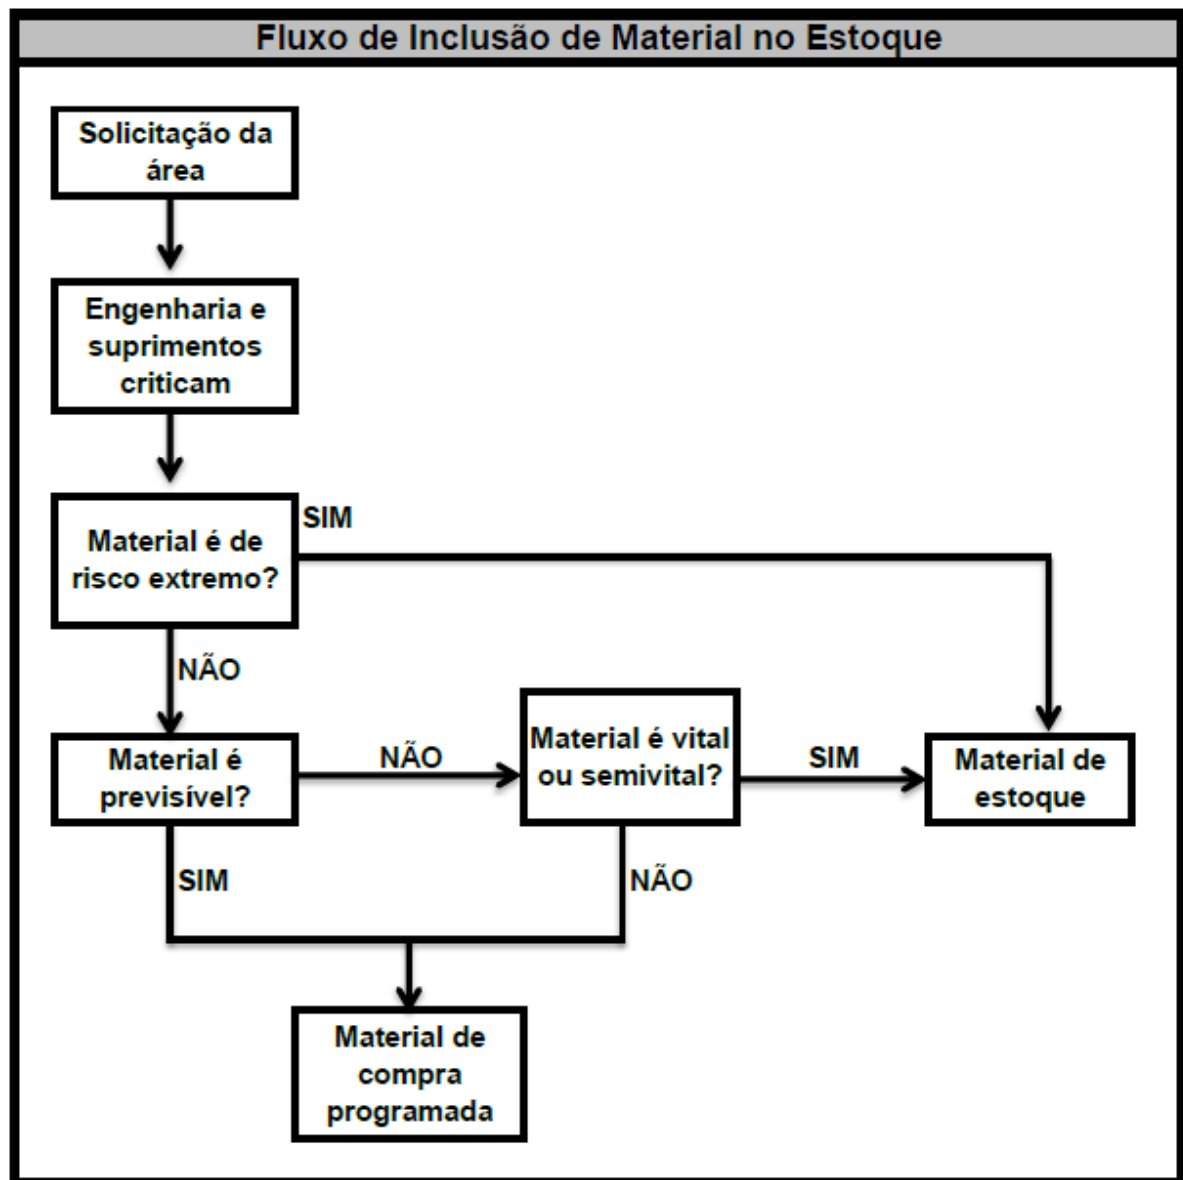 Fluxo de Inclusão de Material no Estoque
Solicitação da
área
Engenharia e
suprimentos
criticam
SIM
Material é de
risco extremo?
NÃO
Material é
previsível?
NÃO
Material é vital
ou semivital?
SIM
Material de
estoque
SIM
NÃO
Material de
compra
programada